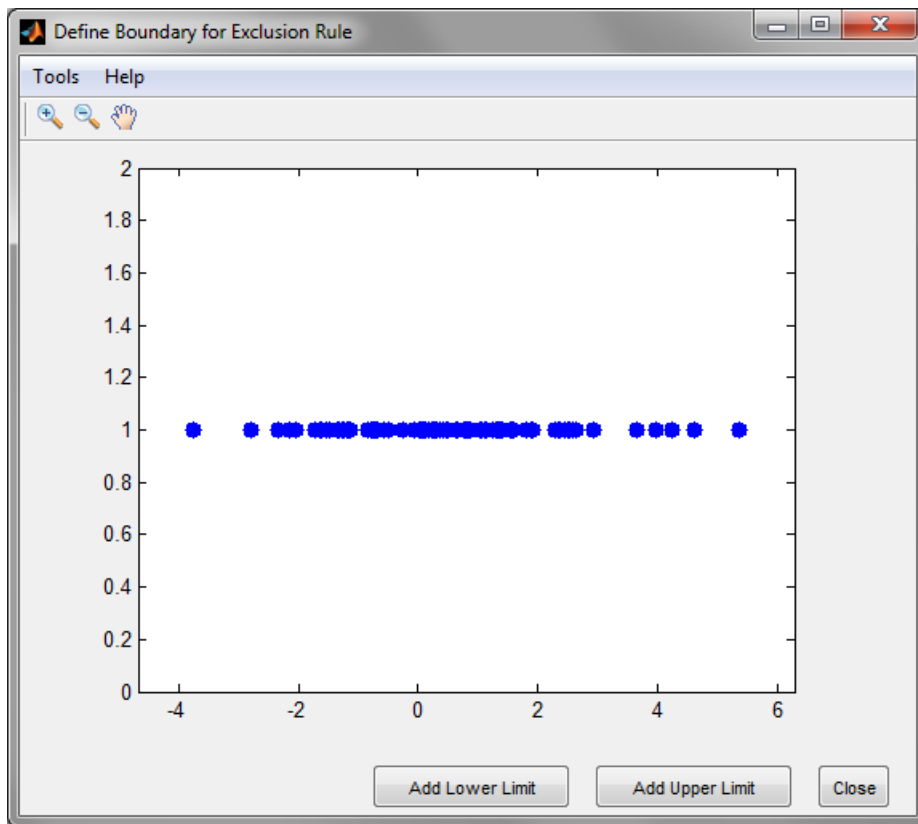 Define Boundary for Exclusion Rule
Tools Help
2
1.8
1.6
1.4
1.2
1
0.8
0.6
0.4
0.2
0
-4 -2 0 2 4 6
Add Lower Limit Add Upper Limit Close